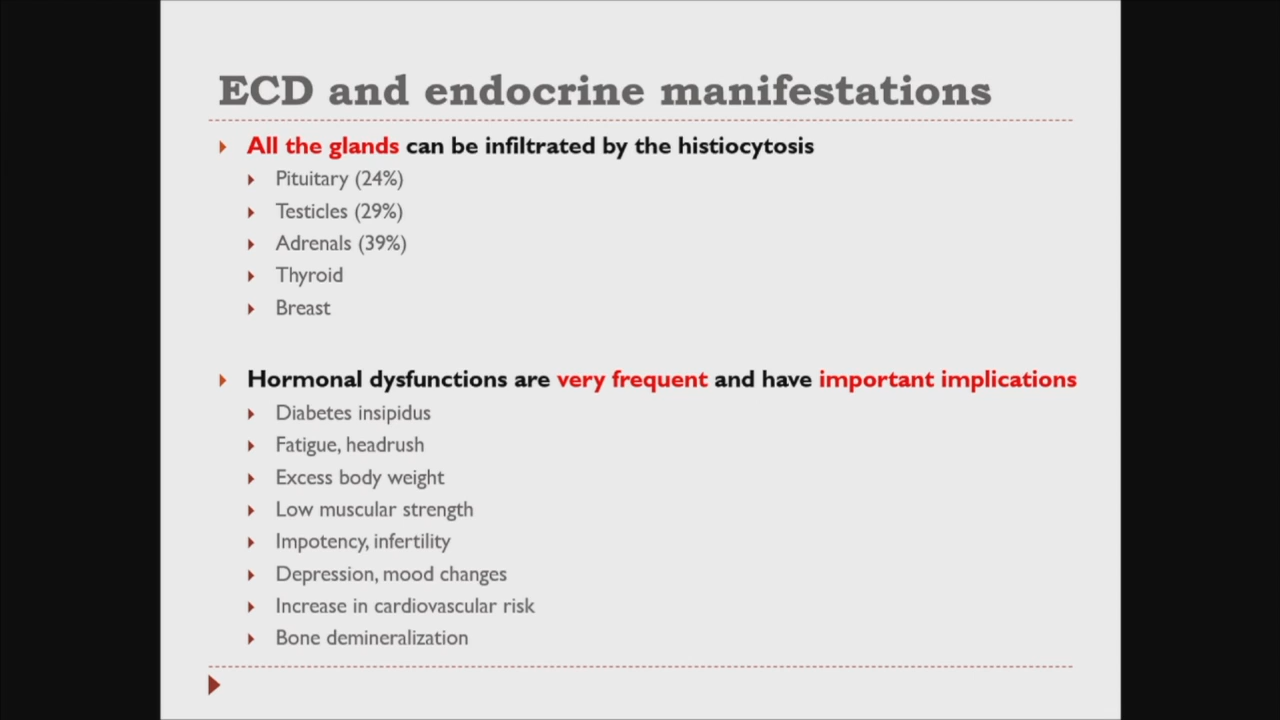 ECD and endocrine manifestations
All the glands can be infiltrated by the histiocytosis
Pituitary (24%)
Testicles (29%)
Adrenals (39%)
Thyroid
Breast
Hormonal dysfunctions are very frequent and have important implications
Diabetes insipidus
Fatigue, headrush
Excess body weight
Low muscular strength
Impotency, infertility
Depression, mood changes
Increase in cardiovascular risk
Bone demineralization